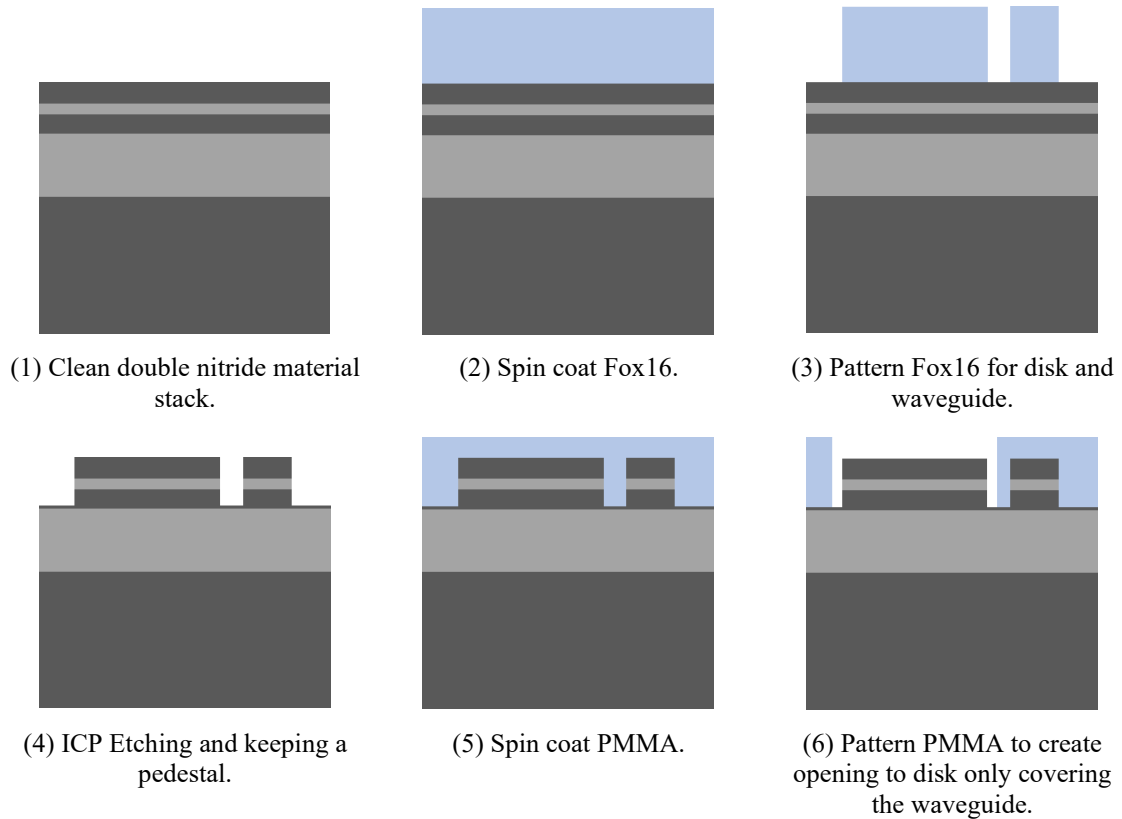 (1) Clean double nitride material
stack.
(2) Spin coat Fox16.
(3) Pattern Fox16 for disk and
waveguide.
(4) ICP Etching and keeping a
pedestal.
(5) Spin coat PMMA.
(6) Pattern PMMA to create
opening to disk only covering
the waveguide.